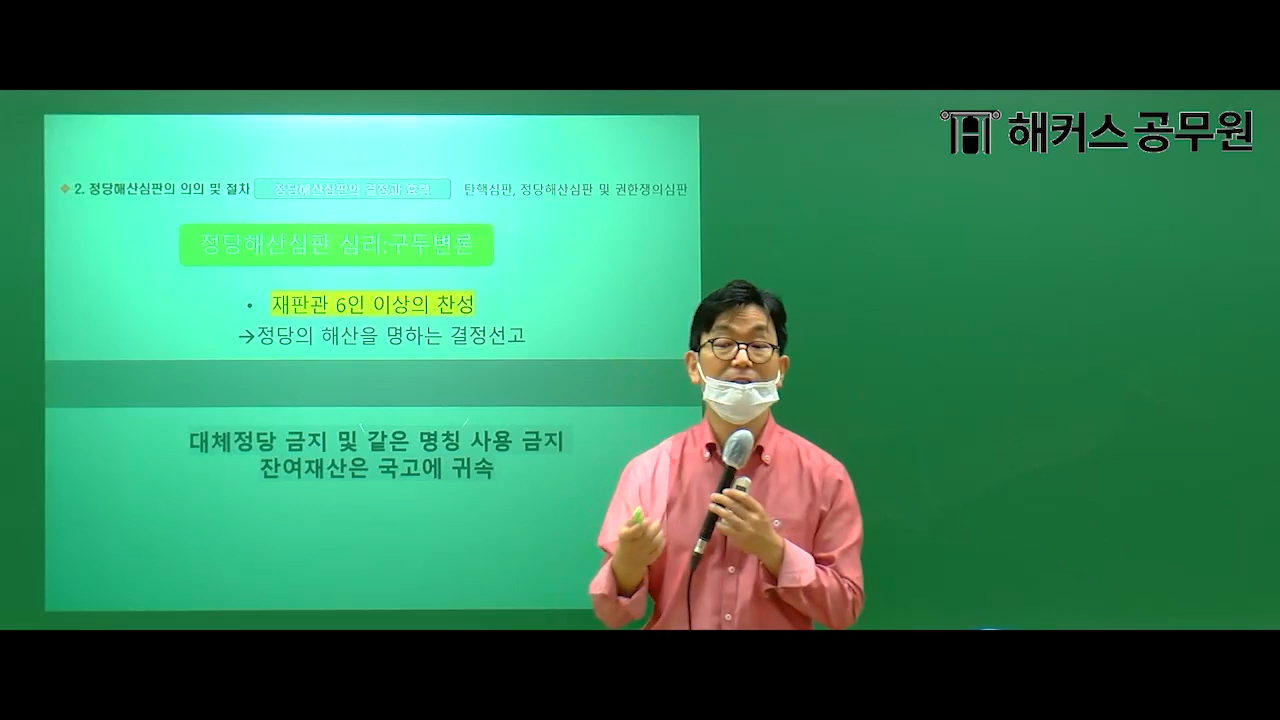 해커스 공무원
❖ 2. 정당해산심판의 의의 및 절차 정당해산심판의 결정과 효력 탄핵심판, 정당해산심판 및 권한쟁의심판
정당해산심판 심리:구두변론
• 재판관 6인 이상의 찬성
→정당의 해산을 명하는 결정선고
대체정당 금지 및 같은 명칭 사용 금지
잔여재산은 국고에 귀속